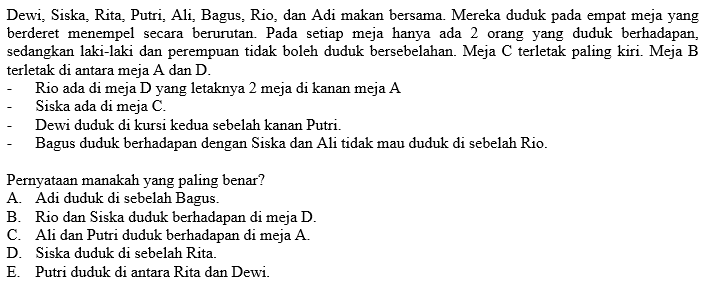 Dewi, Siska, Rita, Putri, Ali, Bagus, Rio, dan Adi makan bersama. Mereka duduk pada empat meja yang
berderet menempel secara berurutan. Pada setiap meja hanya ada 2 orang yang duduk berhadapan,
sedangkan laki-laki dan perempuan tidak boleh duduk bersebelahan. Meja C terletak paling kiri. Meja B
terletak di antara meja A dan D.
- Rio ada di meja D yang letaknya 2 meja di kanan meja A
- Siska ada di meja C.
- Dewi duduk di kursi kedua sebelah kanan Putri.
- Bagus duduk berhadapan dengan Siska dan Ali tidak mau duduk di sebelah Rio.
Pernyataan manakah yang paling benar?
A. Adi duduk di sebelah Bagus.
B. Rio dan Siska duduk berhadapan di meja D.
C. Ali dan Putri duduk berhadapan di meja A.
D. Siska duduk di sebelah Rita.
E. Putri duduk di antara Rita dan Dewi.